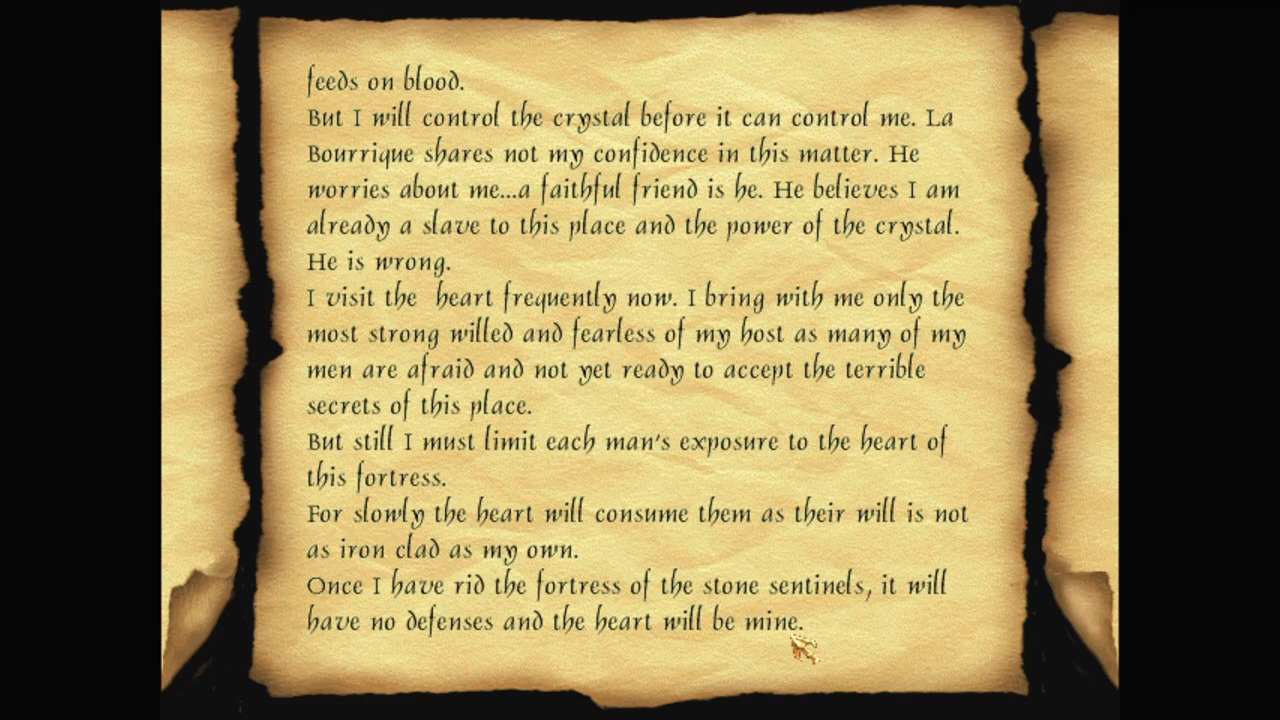 feeds on blood.
But I will control the crystal before it can control me. La
Bourrique shares not my confidence in this matter. He
worries about me...a faithful friend is he. He believes I am
already a slave to this place and the power of the crystal.
He is wrong.
I visit the  heart frequently now. I bring with me only the
most strong willed and fearless of my host as many of my
men are afraid and not yet ready to accept the terrible
secrets of this place.
But still I must limit each man's exposure to the heart of
this fortress.
For slowly the heart will consume them as their will is not
as iron clad as my own.
Once I have rid the fortress of the stone sentinels, it will
have no defenses and the heart will be mine.